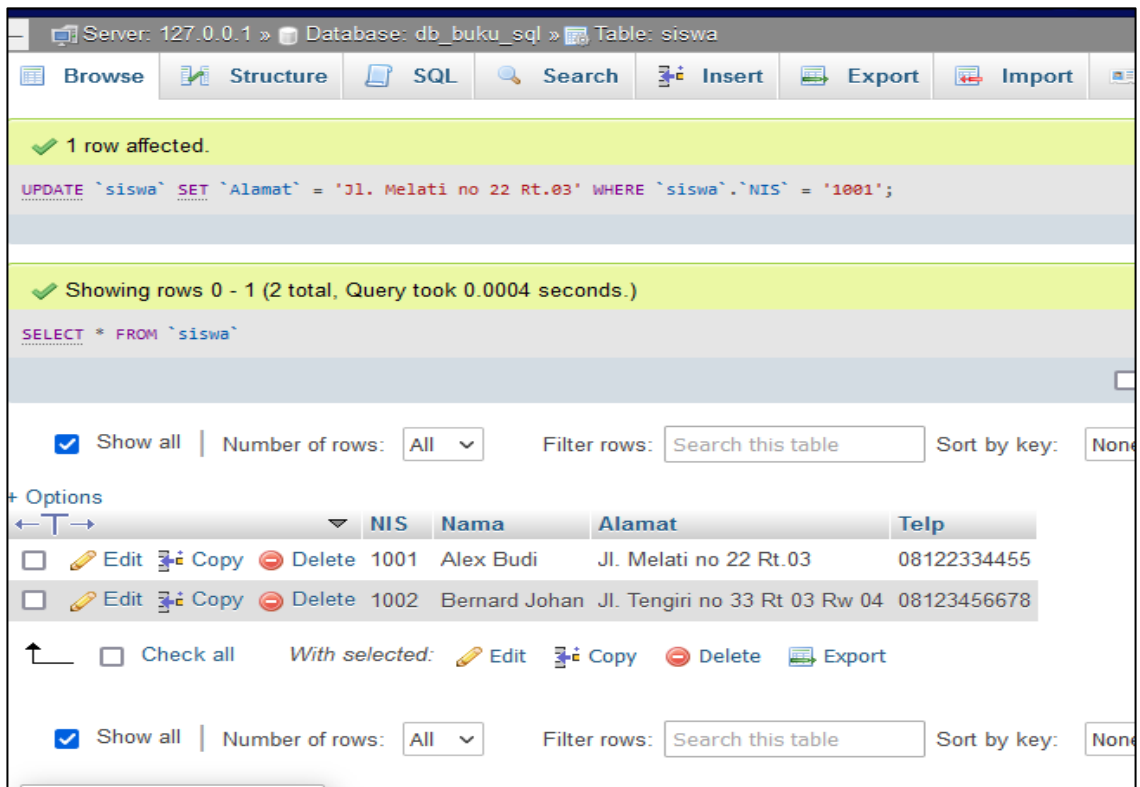 Server: 127.0.0.1 » Database: db_buku_sql » Table: siswa
Browse Structure SQL Search Insert Export Import
1 row affected.
UPDATE `siswa` SET `Alamat` = 'Jl. Melati no 22 Rt.03' WHERE `siswa`.`NIS` = '1001';
Showing rows 0 - 1 (2 total, Query took 0.0004 seconds.)
SELECT * FROM `siswa`
Show all | Number of rows: All Filter rows: Search this table Sort by key: None
+ Options
←T→ NIS Nama Alamat Telp
Edit Copy Delete 1001 Alex Budi Jl. Melati no 22 Rt.03 08122334455
Edit Copy Delete 1002 Bernard Johan Jl. Tengiri no 33 Rt 03 Rw 04 08123456678
Check all With selected: Edit Copy Delete Export
Show all | Number of rows: All Filter rows: Search this table Sort by key: None